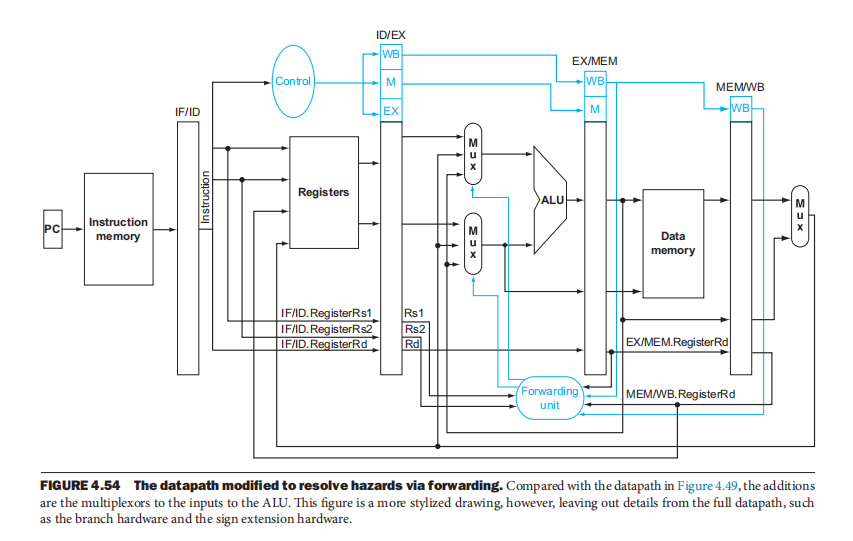 ID/EX
WB
EX/MEM
Control
M
WB
MEM/WB
IF/ID
EX
M
WB
Mux
Instruction
Registers
Mux
ALU
PC
Instruction
memory
Mux
Data
memory
IF/ID.RegisterRs1
Rs1
IF/ID.RegisterRs2
Rs2
IF/ID.RegisterRd
Rd
EX/MEM.RegisterRd
Forwarding
unit
MEM/WB.RegisterRd
FIGURE 4.54 The datapath modified to resolve hazards via forwarding. Compared with the datapath in Figure 4.49, the additions
are the multiplexors to the inputs to the ALU. This figure is a more stylized drawing, however, leaving out details from the full datapath, such
as the branch hardware and the sign extension hardware.